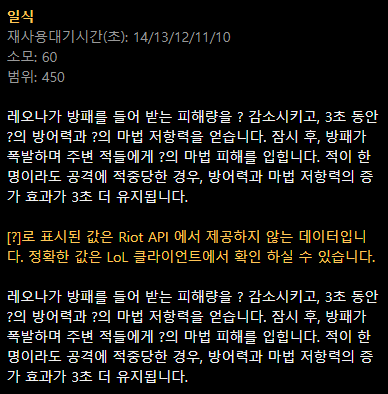 일식
재사용대기시간(초): 14/13/12/11/10
소모: 60
범위: 450
레오나가 방패를 들어 받는 피해량을 ? 감소시키고, 3초 동안
?의 방어력과 ?의 마법 저항력을 얻습니다. 잠시 후, 방패가
폭발하며 주변 적들에게 ?의 마법 피해를 입힙니다. 적이 한
명이라도 공격에 적중당한 경우, 방어력과 마법 저항력의 증
가 효과가 3초 더 유지됩니다.
[?]로 표시된 값은 Riot API 에서 제공하지 않는 데이터입니
다. 정확한 값은 LoL 클라이언트에서 확인 하실 수 있습니다.
레오나가 방패를 들어 받는 피해량을 ? 감소시키고, 3초 동안
?의 방어력과 ?의 마법 저항력을 얻습니다. 잠시 후, 방패가
폭발하며 주변 적들에게 ?의 마법 피해를 입힙니다. 적이 한
명이라도 공격에 적중당한 경우, 방어력과 마법 저항력의 증
가 효과가 3초 더 유지됩니다.